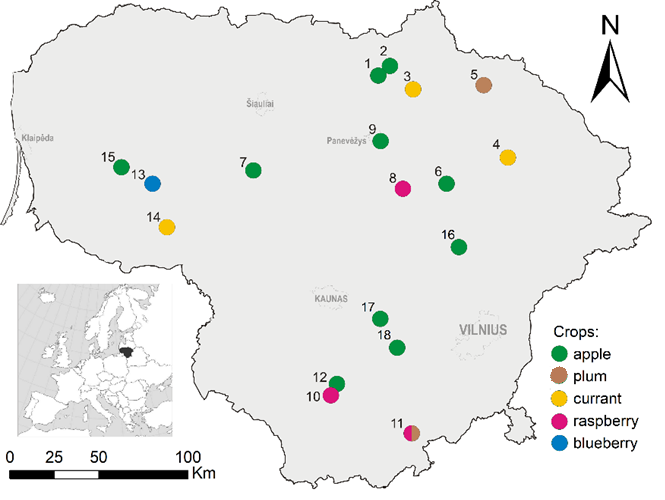 N
2
1
3
5
Šiauliai
Klaipėda
Panevėžys
9
4
15
13
7
8
6
14
16
KAUNAS
17
VILNIUS
18
Crops:
apple
plum
currant
raspberry
blueberry
12
10
11
0 25 50 100
Km